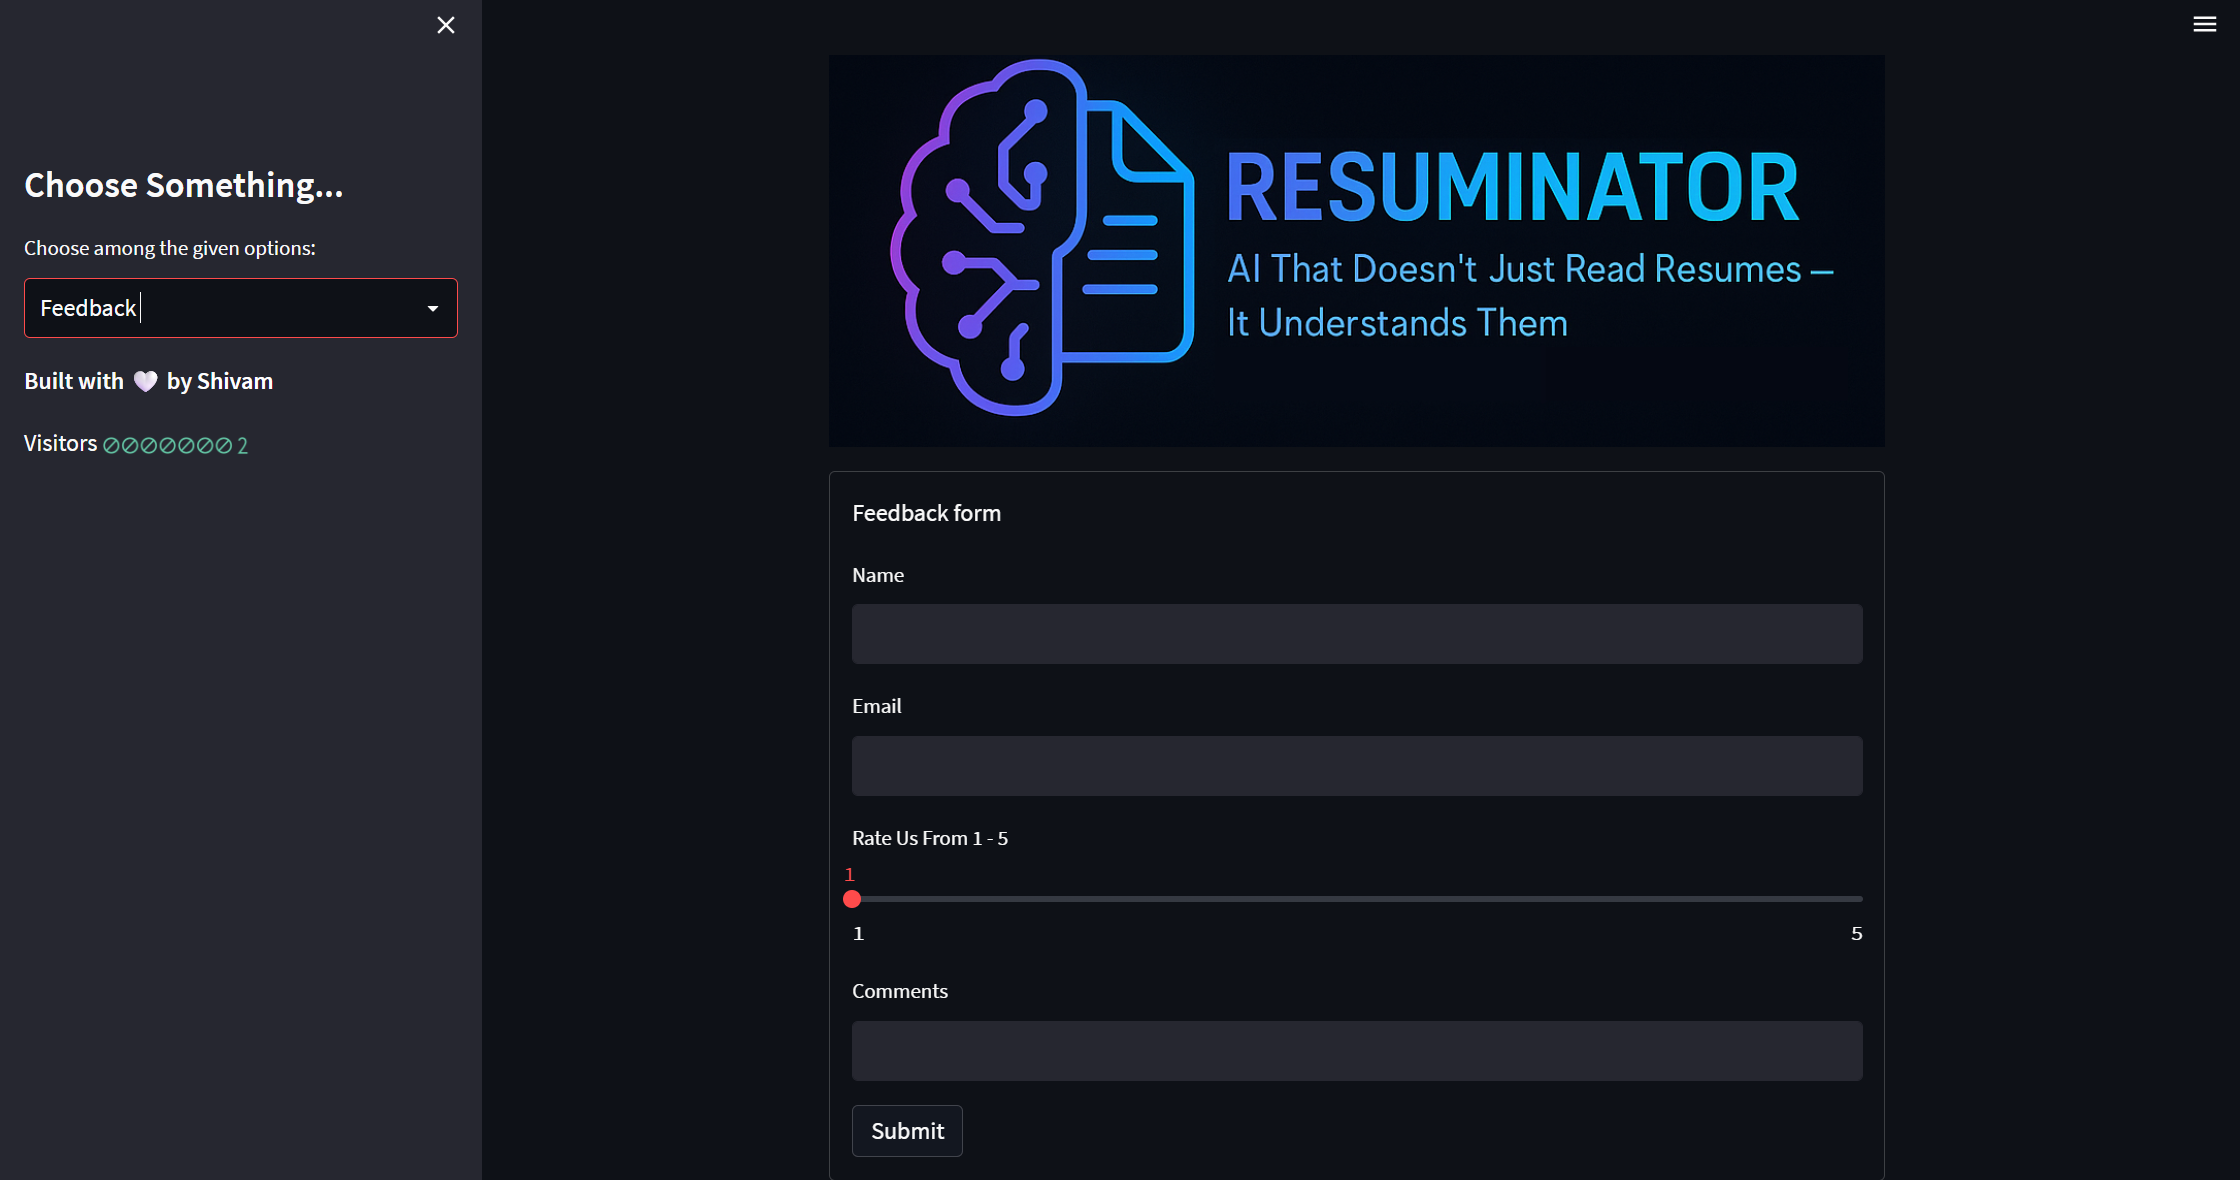 Choose Something...
Choose among the given options:
Feedback
Built with 🤍 by Shivam
Visitors ⊘⊘⊘⊘⊘⊘⊘ 2
RESUMINATOR
AI That Doesn't Just Read Resumes —
It Understands Them
Feedback form
Name
Email
Rate Us From 1 - 5
1
1 5
Comments
Submit